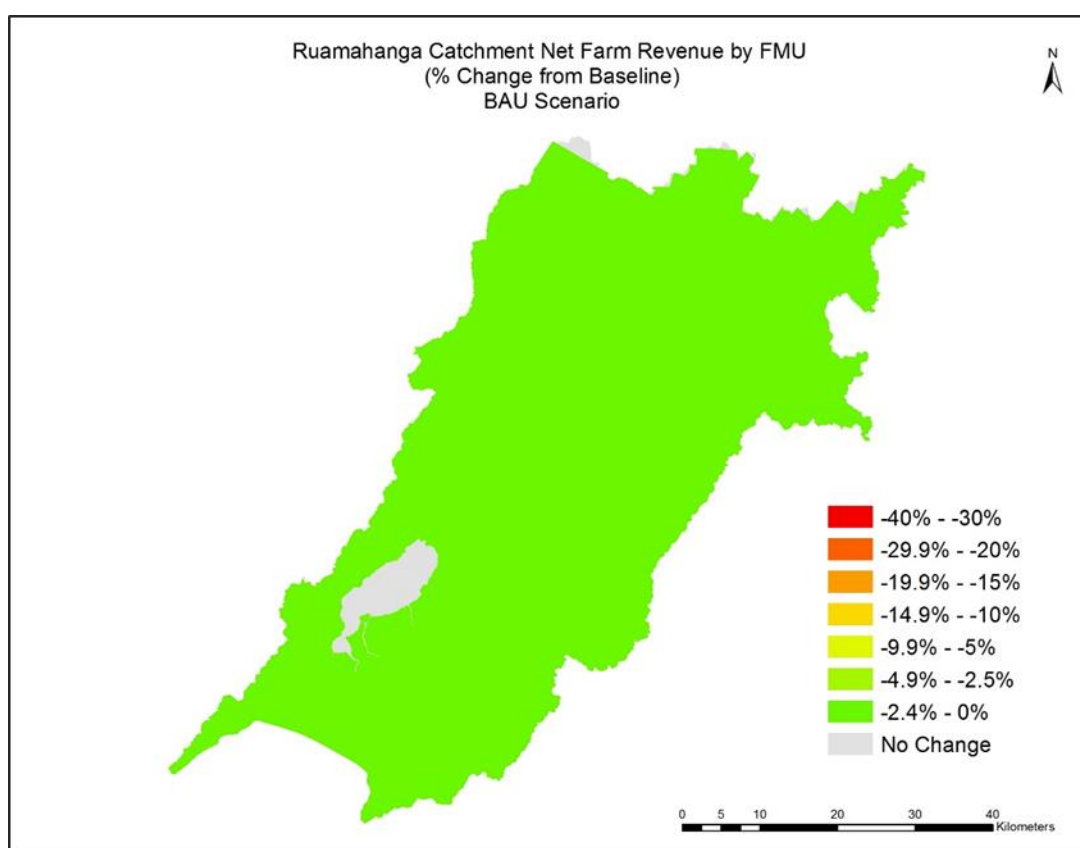 Ruamahanga Catchment Net Farm Revenue by FMU
(% Change from Baseline)
BAU Scenario
N
-40% - -30%
-29.9% - -20%
-19.9% - -15%
-14.9% - -10%
-9.9% - -5%
-4.9% - -2.5%
-2.4% - 0%
No Change
0 5 10 20 30 40
Kilometers